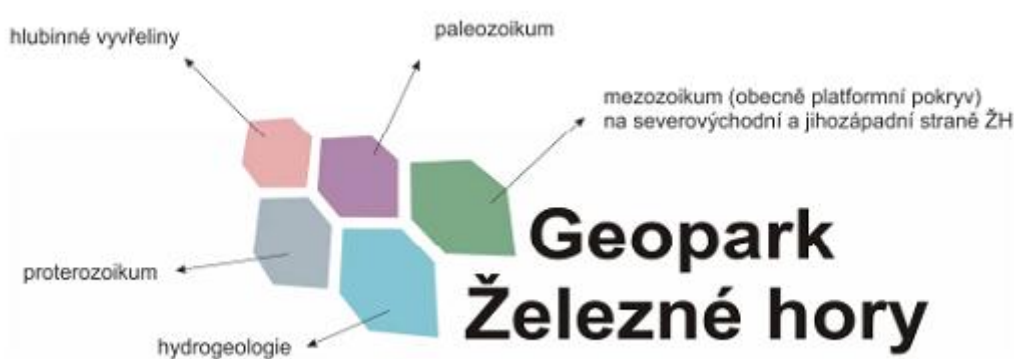 hlubinné vyvřeliny
paleozoikum
mezozoikum (obecně platformní pokryv)
na severovýchodní a jihozápadní straně ŽH
Geopark
Železné hory
proterozoikum
hydrogeologie